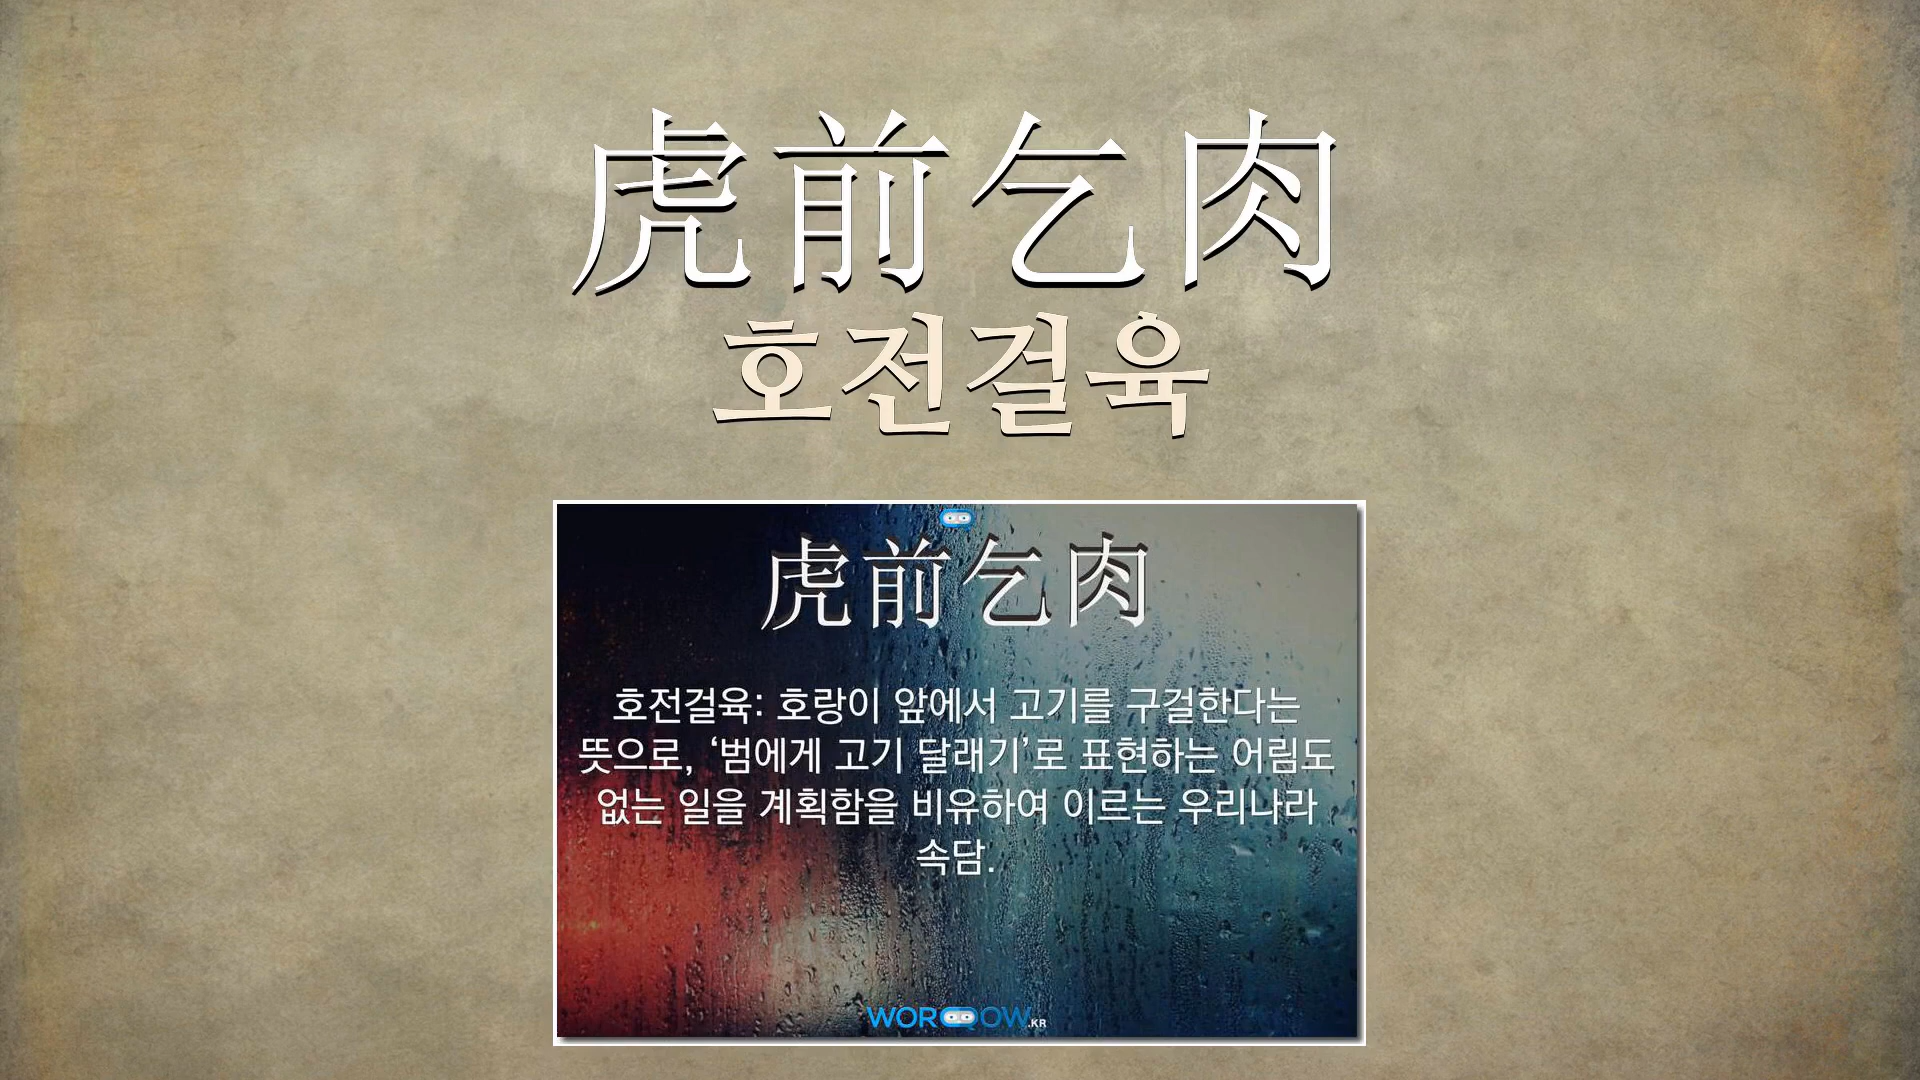 虎前乞肉
호전걸육
虎前乞肉
호전걸육: 호랑이 앞에서 고기를 구걸한다는
뜻으로, ‘범에게 고기 달래기’로 표현하는 어림도
없는 일을 계획함을 비유하여 이르는 우리나라
속담.
WORDROW.KR